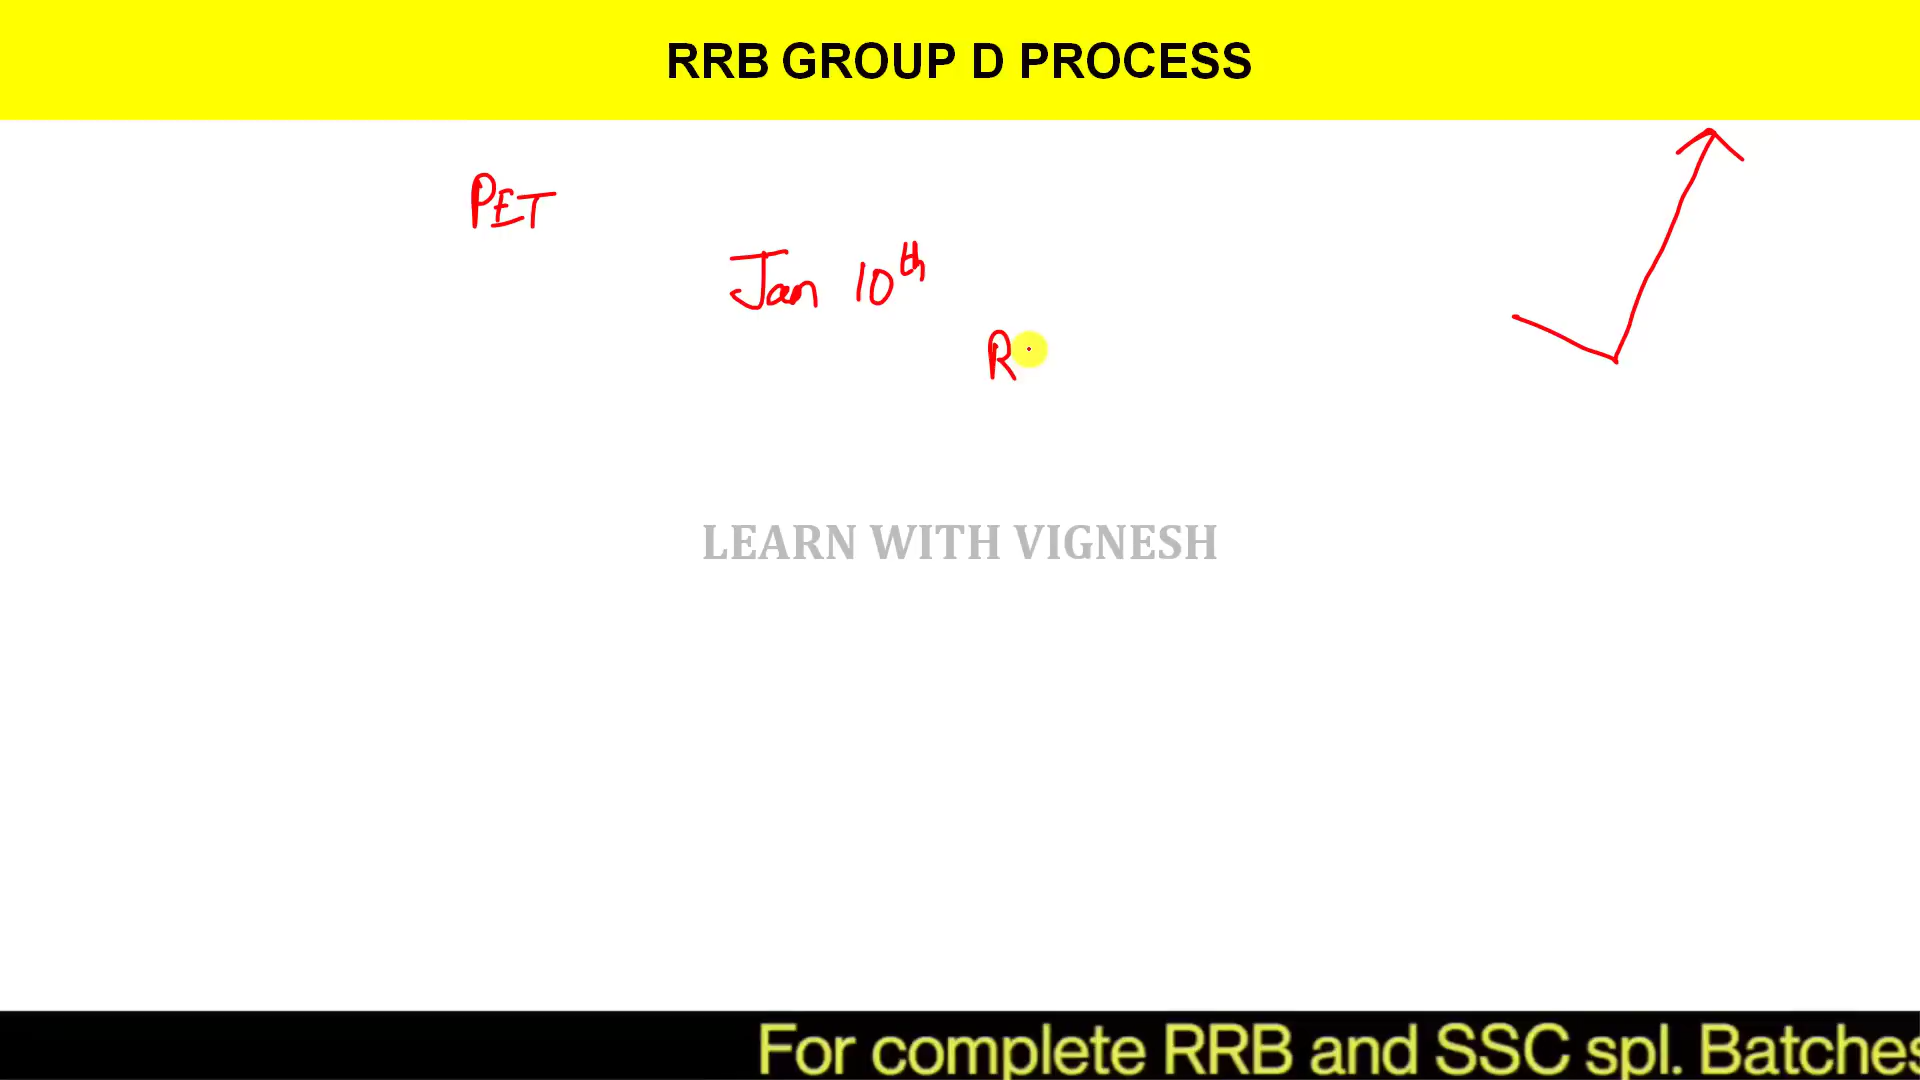 RRB GROUP D PROCESS
PET
Jan 10th
R
LEARN WITH VIGNESH
For complete RRB and SSC spl. Batches